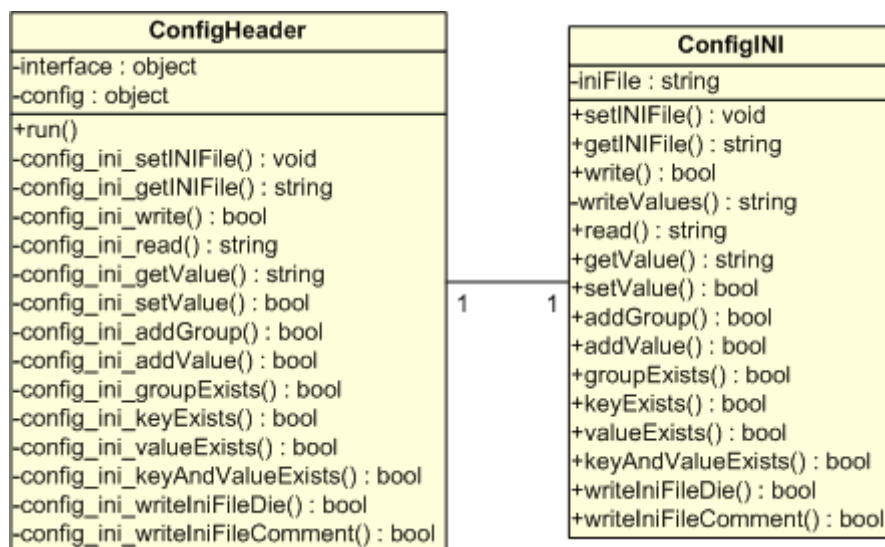 ConfigHeader
-interface : object
-config : object
+run()
-config_ini_setINIFile() : void
-config_ini_getINIFile() : string
-config_ini_write() : bool
-config_ini_read() : string
-config_ini_getValue() : string
-config_ini_setValue() : bool
-config_ini_addGroup() : bool
-config_ini_addValue() : bool
-config_ini_groupExists() : bool
-config_ini_keyExists() : bool
-config_ini_valueExists() : bool
-config_ini_keyAndValueExists() : bool
-config_ini_writeIniFileDie() : bool
-config_ini_writeIniFileComment() : bool
1 1
ConfigINI
-iniFile : string
+setINIFile() : void
+getINIFile() : string
+write() : bool
-writeValues() : string
+read() : string
+getValue() : string
+setValue() : bool
+addGroup() : bool
+addValue() : bool
+groupExists() : bool
+keyExists() : bool
+valueExists() : bool
+keyAndValueExists() : bool
+writeIniFileDie() : bool
+writeIniFileComment() : bool